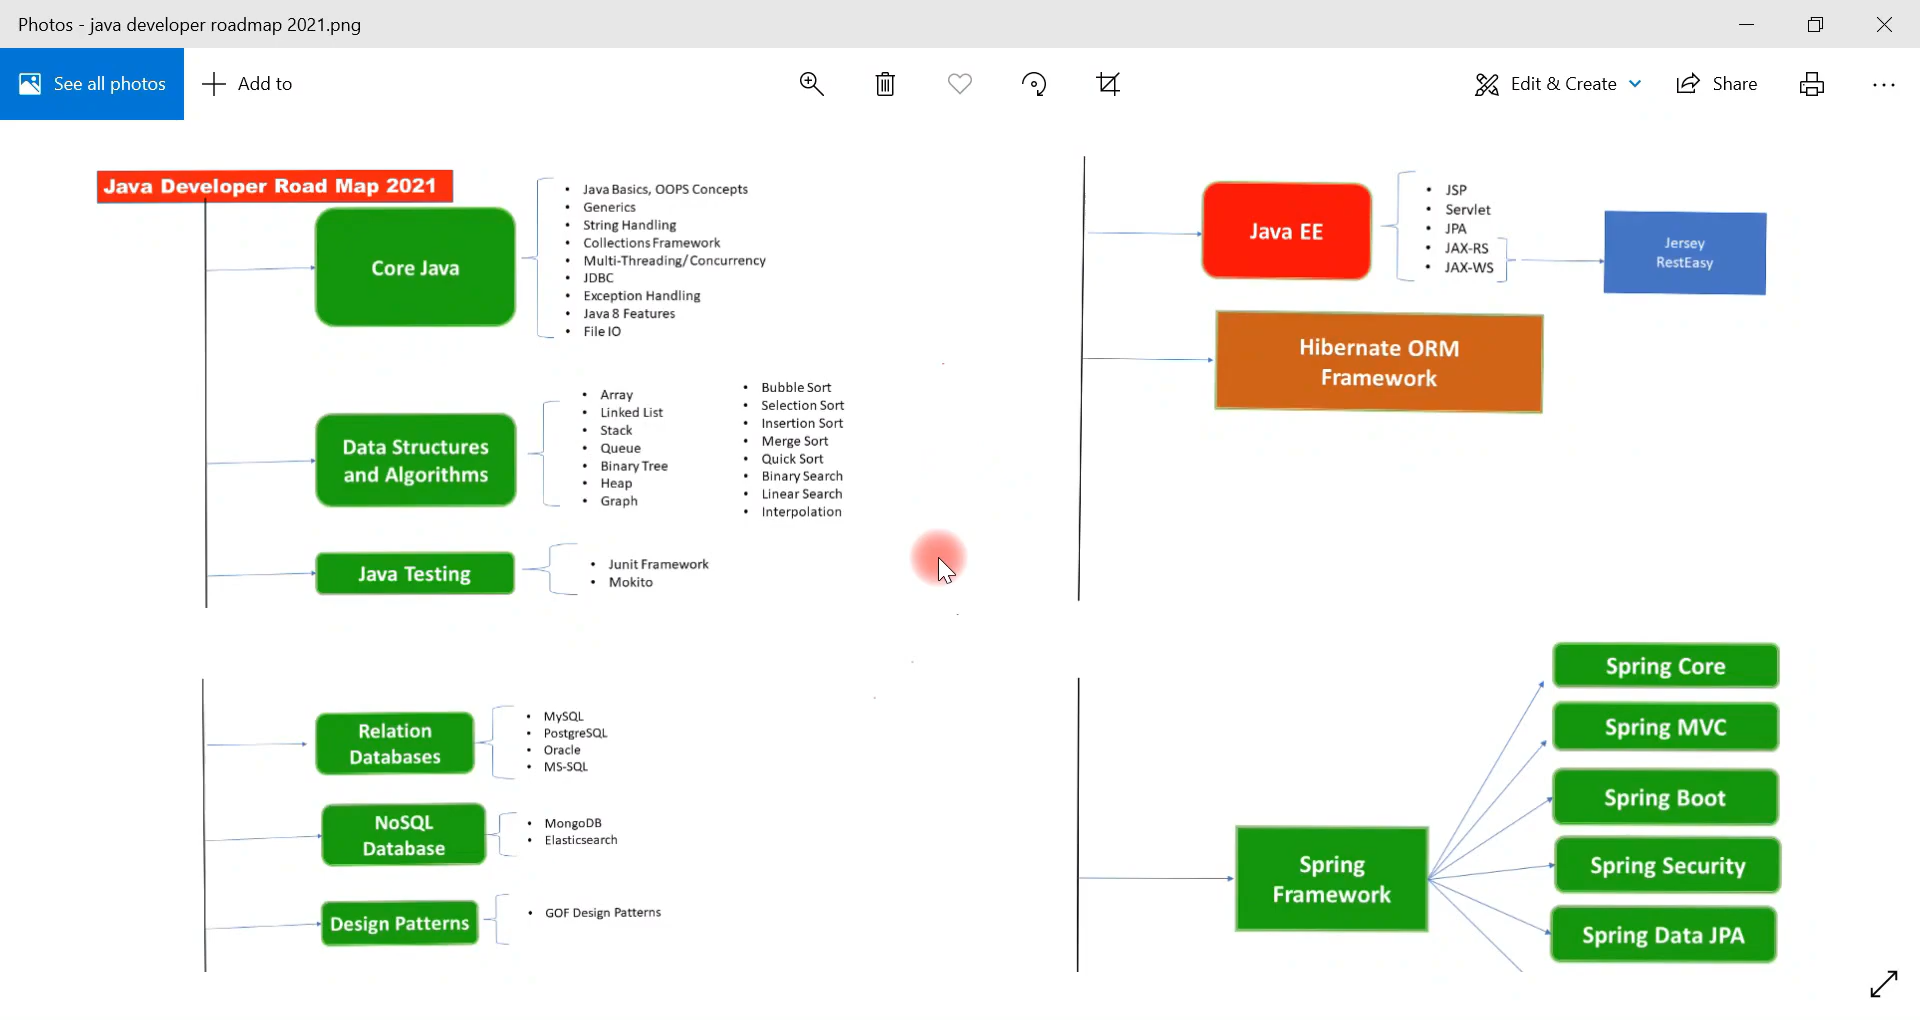 Photos - java developer roadmap 2021.png
See all photos
Add to
Edit & Create
Share
Java Developer Road Map 2021
Core Java
Java Basics, OOPS Concepts
Generics
String Handling
Collections Framework
Multi-Threading/Concurrency
JDBC
Exception Handling
Java 8 Features
File IO
Data Structures
and Algorithms
Array
Linked List
Stack
Queue
Binary Tree
Heap
Graph
Bubble Sort
Selection Sort
Insertion Sort
Merge Sort
Quick Sort
Binary Search
Linear Search
Interpolation
Java Testing
Junit Framework
Mokito
Relation
Databases
MySQL
PostgreSQL
Oracle
MS-SQL
NoSQL
Database
MongoDB
Elasticsearch
Design Patterns
GOF Design Patterns
Java EE
JSP
Servlet
JPA
JAX-RS
JAX-WS
Jersey
RestEasy
Hibernate ORM
Framework
Spring
Framework
Spring Core
Spring MVC
Spring Boot
Spring Security
Spring Data JPA